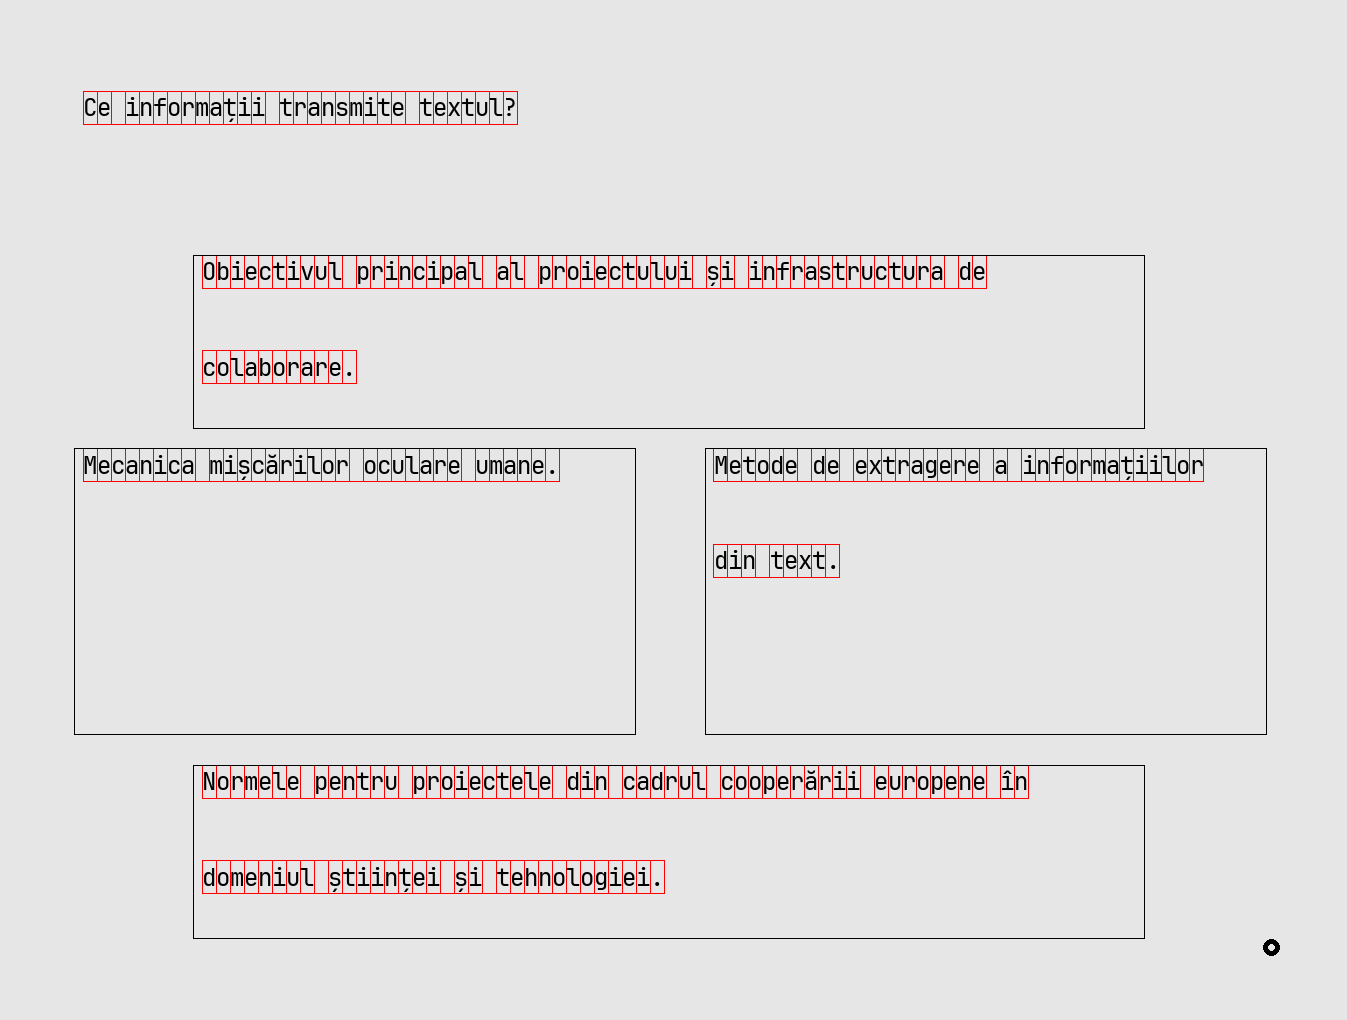 Ce informații transmite textul?
Obiectivul principal al proiectului și infrastructura de
colaborare.
Mecanica mișcărilor oculare umane.
Metode de extragere a informațiilor
din text.
Normele pentru proiectele din cadrul cooperării europene în
domeniul științei și tehnologiei.